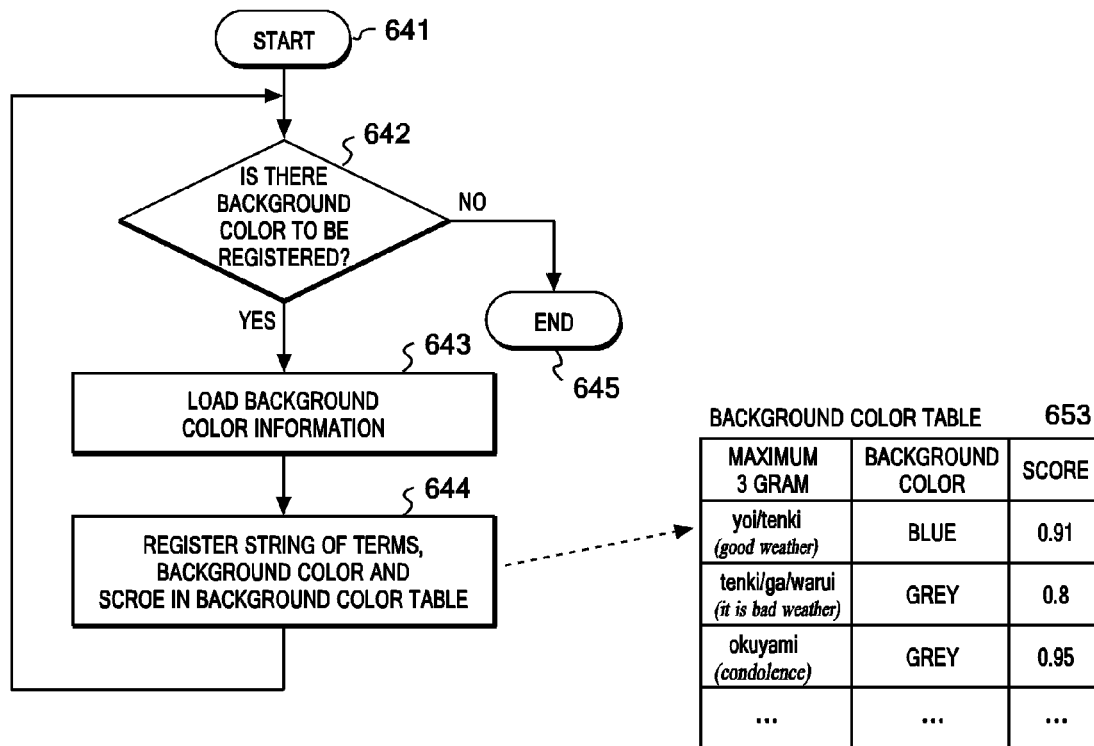 START
641
642
IS THERE
BACKGROUND
COLOR TO BE
REGISTERED?
NO
YES
END
645
643
LOAD BACKGROUND
COLOR INFORMATION
644
REGISTER STRING OF TERMS,
BACKGROUND COLOR AND
SCROE IN BACKGROUND COLOR TABLE
BACKGROUND COLOR TABLE 653
MAXIMUM
3 GRAM
BACKGROUND
COLOR
SCORE
yoi/tenki
(good weather)
BLUE
0.91
tenki/ga/warui
(it is bad weather)
GREY
0.8
okuyami
(condolence)
GREY
0.95
... ... ...